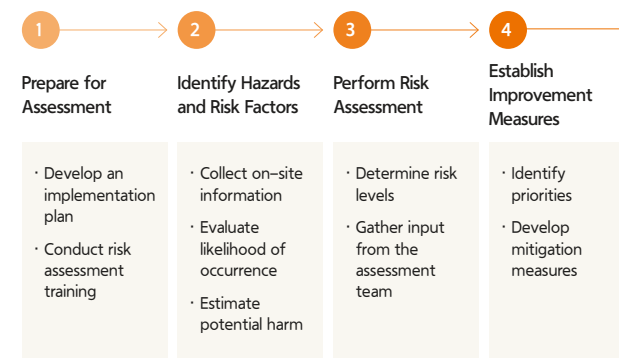 1
2
3
4
Prepare for
Assessment
Identify Hazards
and Risk Factors
Perform Risk
Assessment
Establish
Improvement
Measures
· Develop an
implementation
plan
· Conduct risk
assessment
training
· Collect on-site
information
· Evaluate
likelihood of
occurrence
· Estimate
potential harm
· Determine risk
levels
· Gather input
from the
assessment
team
· Identify
priorities
· Develop
mitigation
measures